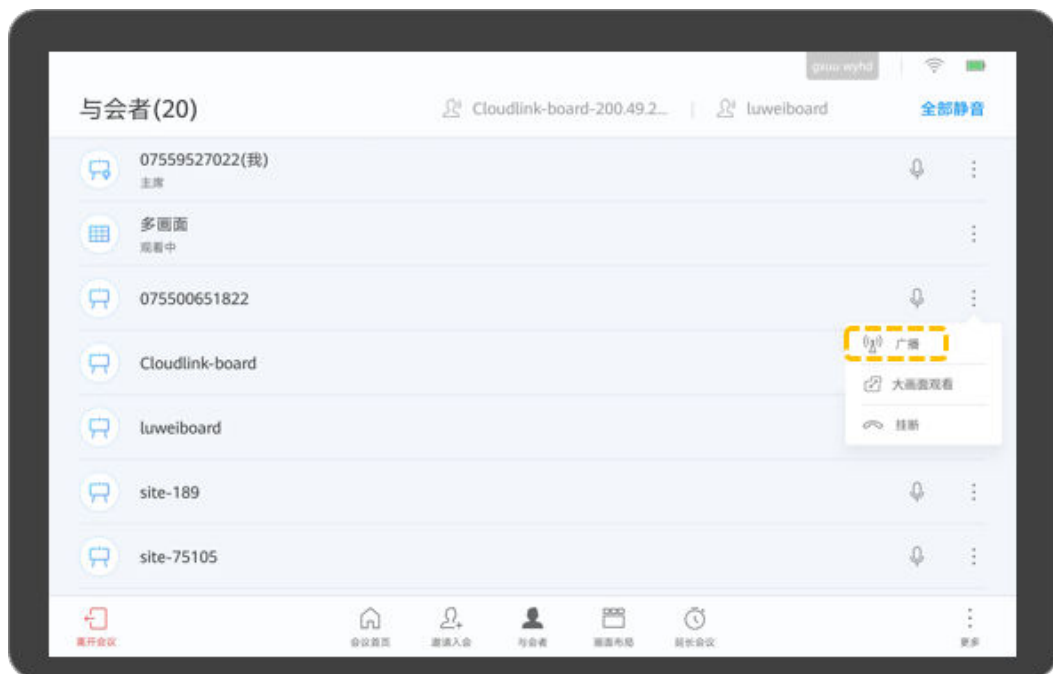 gxuu wyhd
与会者(20)
Cloudlink-board-200.49.2...
luweiboard
全部静音
07559527022(我)
主席
多画面
观看中
075500651822
广播
Cloudlink-board
大画面观看
luweiboard
挂断
site-189
site-75105
离开会议
会议首页
邀请入会
与会者
画面布局
延长会议
更多